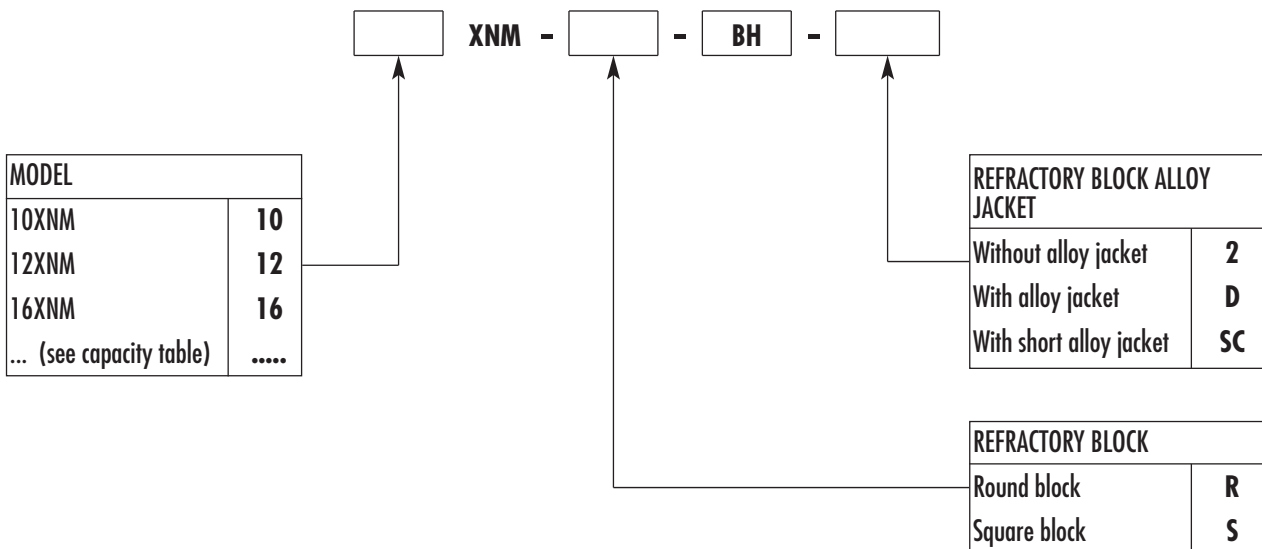 XNM - - BH -
MODEL
10XNM 10
12XNM 12
16XNM 16
... (see capacity table) .....
REFRACTORY BLOCK ALLOY
JACKET
Without alloy jacket 2
With alloy jacket D
With short alloy jacket SC
REFRACTORY BLOCK
Round block R
Square block S